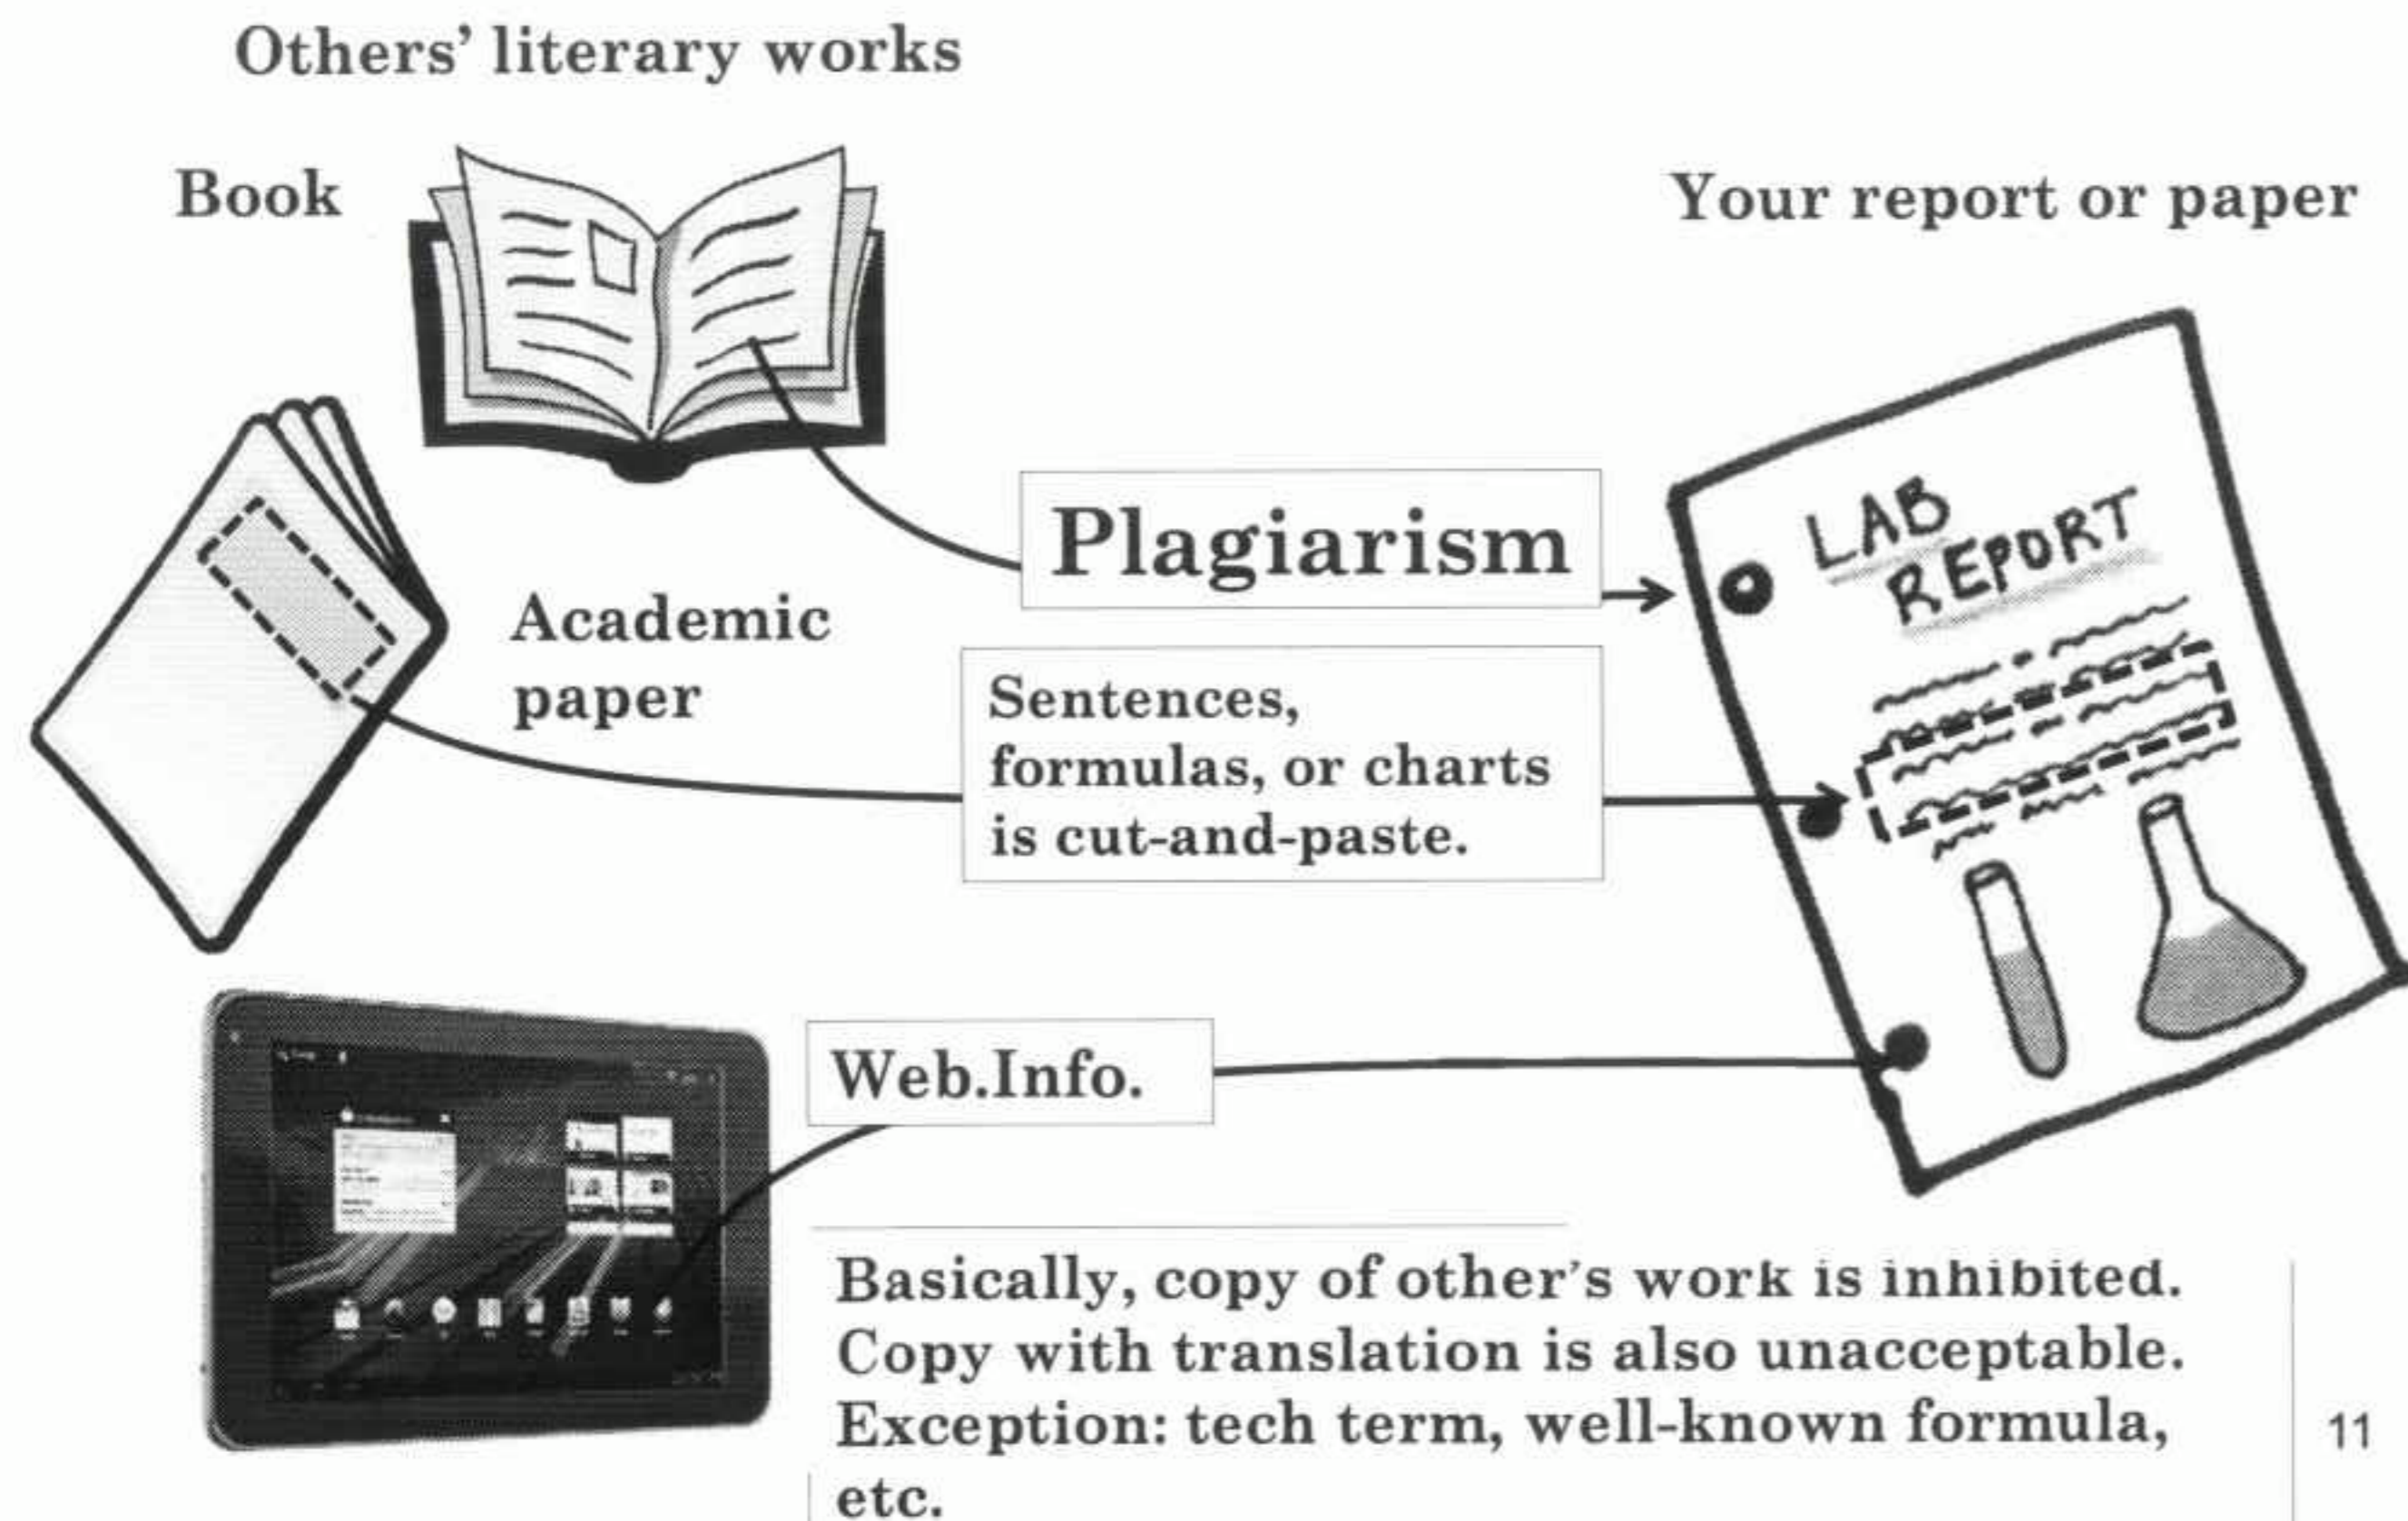 Others' literary works
Book
Your report or paper
Plagiarism
LAB
REPORT
Academic
paper
Sentences,
formulas, or charts
is cut-and-paste.
Web.Info.
Basically, copy of other's work is inhibited.
Copy with translation is also unacceptable.
Exception: tech term, well-known formula,
etc.
11